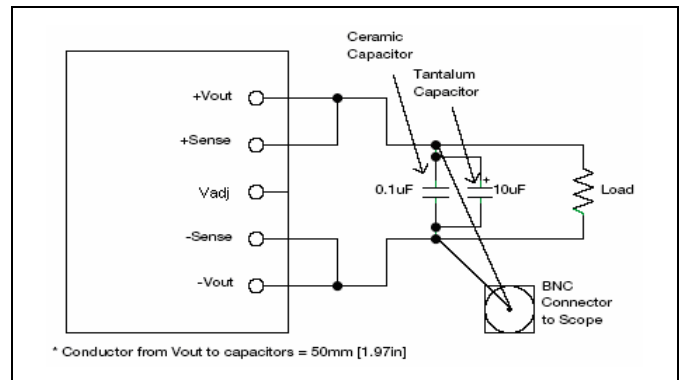 Ceramic
Capacitor
Tantalum
Capacitor
+Vout
+Sense
Vadj
-Sense
-Vout
0.1uF
+
10uF
Load
BNC
Connector
to Scope
* Conductor from Vout to capacitors = 50mm [1.97in]